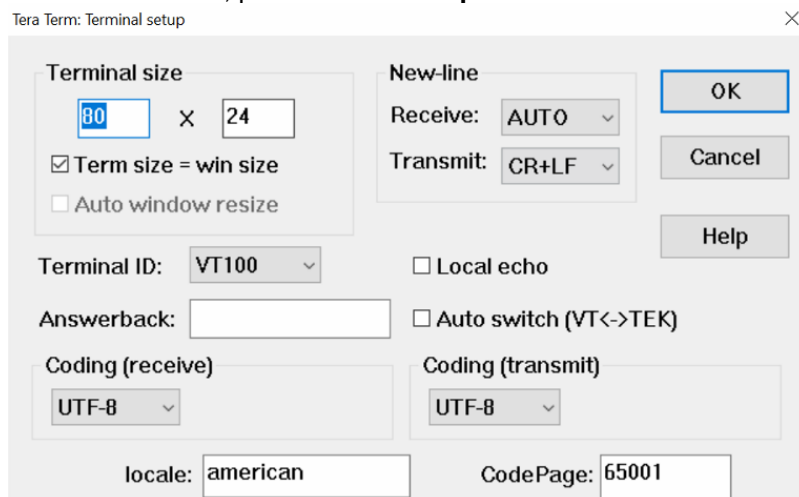 Tera Term: Terminal setup
Terminal size
80 X 24
Term size = win size
Auto window resize
New-line
Receive: AUTO
Transmit: CR+LF
OK
Cancel
Help
Terminal ID: VT100
Local echo
Answerback:
Auto switch (VT<->TEK)
Coding (receive)
UTF-8
Coding (transmit)
UTF-8
locale: american
CodePage: 65001